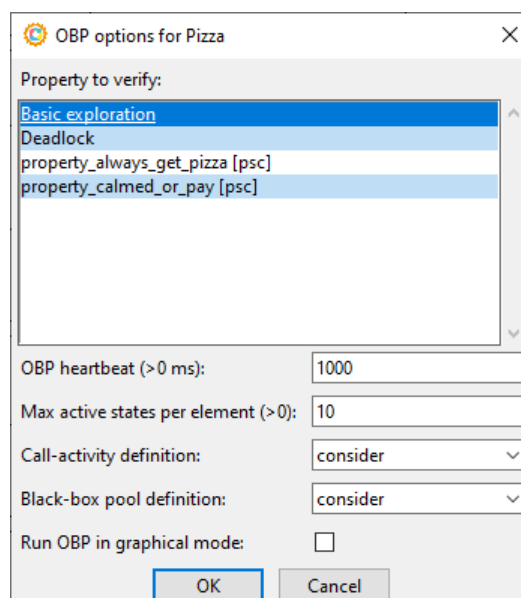 OBP options for Pizza
Property to verify:
Basic exploration
Deadlock
property_always_get_pizza [psc]
property_calmed_or_pay [psc]
OBP heartbeat (>0 ms): 1000
Max active states per element (>0): 10
Call-activity definition: consider
Black-box pool definition: consider
Run OBP in graphical mode:
OK Cancel